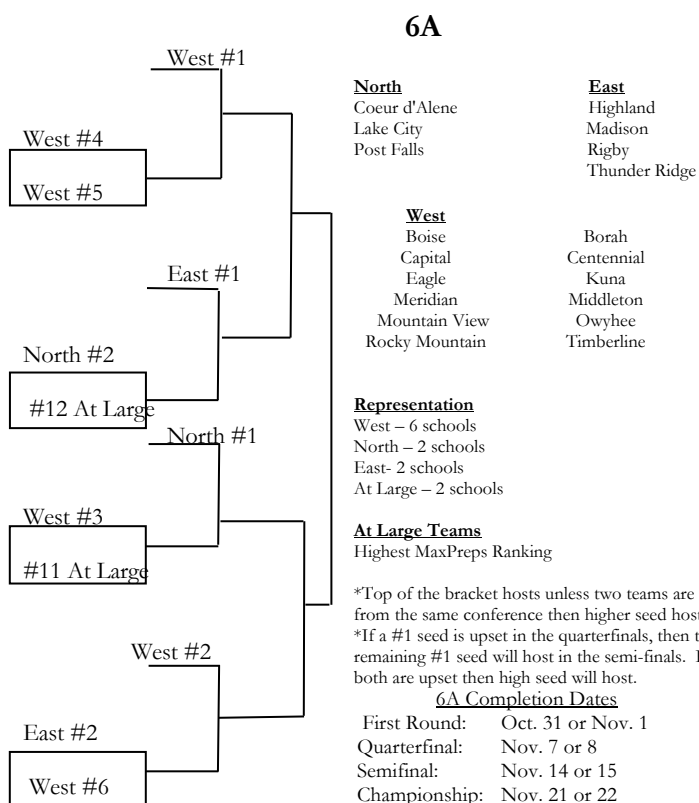 6A
West #1
West #4
West #5
East #1
North #2
#12 At Large
North #1
West #3
#11 At Large
West #2
East #2
West #6
North
Coeur d'Alene
Lake City
Post Falls
East
Highland
Madison
Rigby
Thunder Ridge
West
Boise Borah
Capital Centennial
Eagle Kuna
Meridian Middleton
Mountain View Owyhee
Rocky Mountain Timberline
Representation
West – 6 schools
North – 2 schools
East- 2 schools
At Large – 2 schools
At Large Teams
Highest MaxPreps Ranking
*Top of the bracket hosts unless two teams are
from the same conference then higher seed host
*If a #1 seed is upset in the quarterfinals, then
remaining #1 seed will host in the semi-finals.
both are upset then high seed will host.
6A Completion Dates
First Round: Oct. 31 or Nov. 1
Quarterfinal: Nov. 7 or 8
Semifinal: Nov. 14 or 15
Championship: Nov. 21 or 22